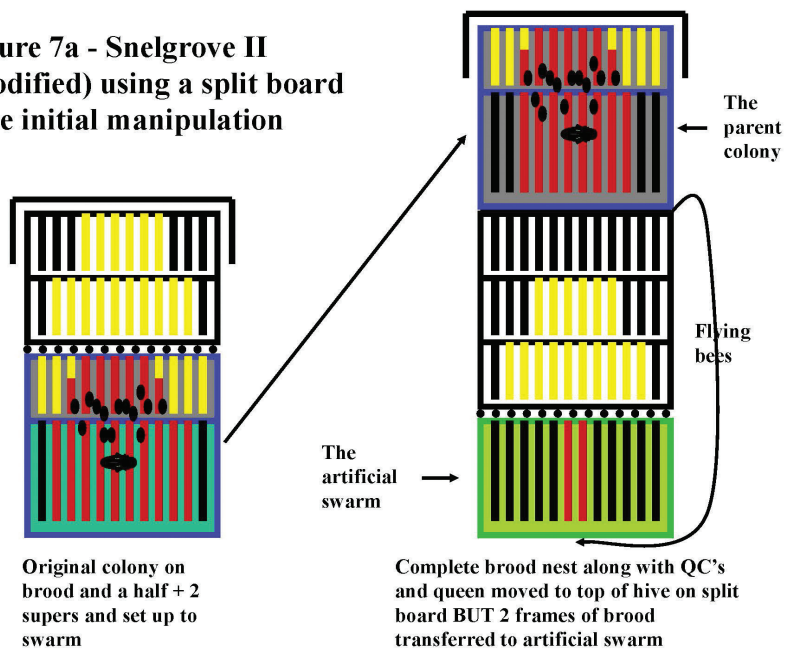 ure 7a - Snelgrove II
odified) using a split board
e initial manipulation
The
parent
colony
Flying
bees
The
artificial
swarm
Original colony on
brood and a half + 2
supers and set up to
swarm
Complete brood nest along with QC's
and queen moved to top of hive on split
board BUT 2 frames of brood
transferred to artificial swarm